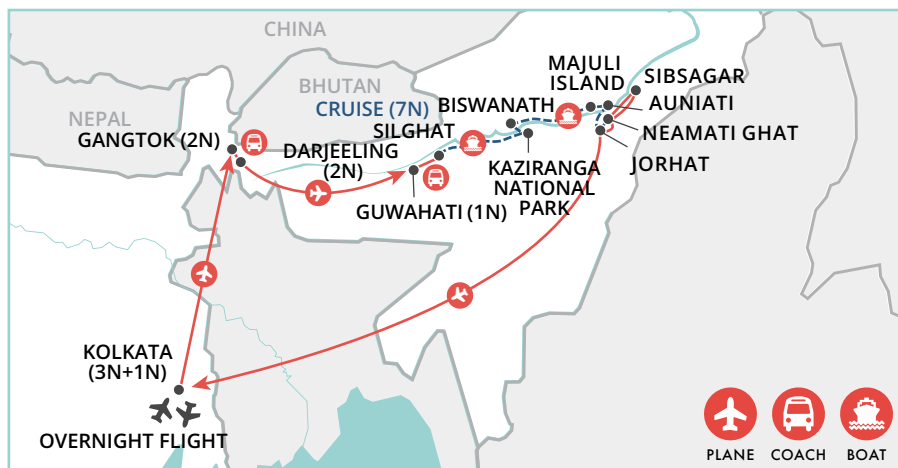 CHINA
BHUTAN
NEPAL
CRUISE (7N)
MAJULI
ISLAND
SIBSAGAR
BISWANATH
AUNIATI
SILGHAT
NEAMATI GHAT
GANGTOK (2N)
DARJEELING
(2N)
JORHAT
KAZIRANGA
NATIONAL
PARK
GUWAHATI (1N)
KOLKATA
(3N+1N)
OVERNIGHT FLIGHT
PLANE
COACH
BOAT